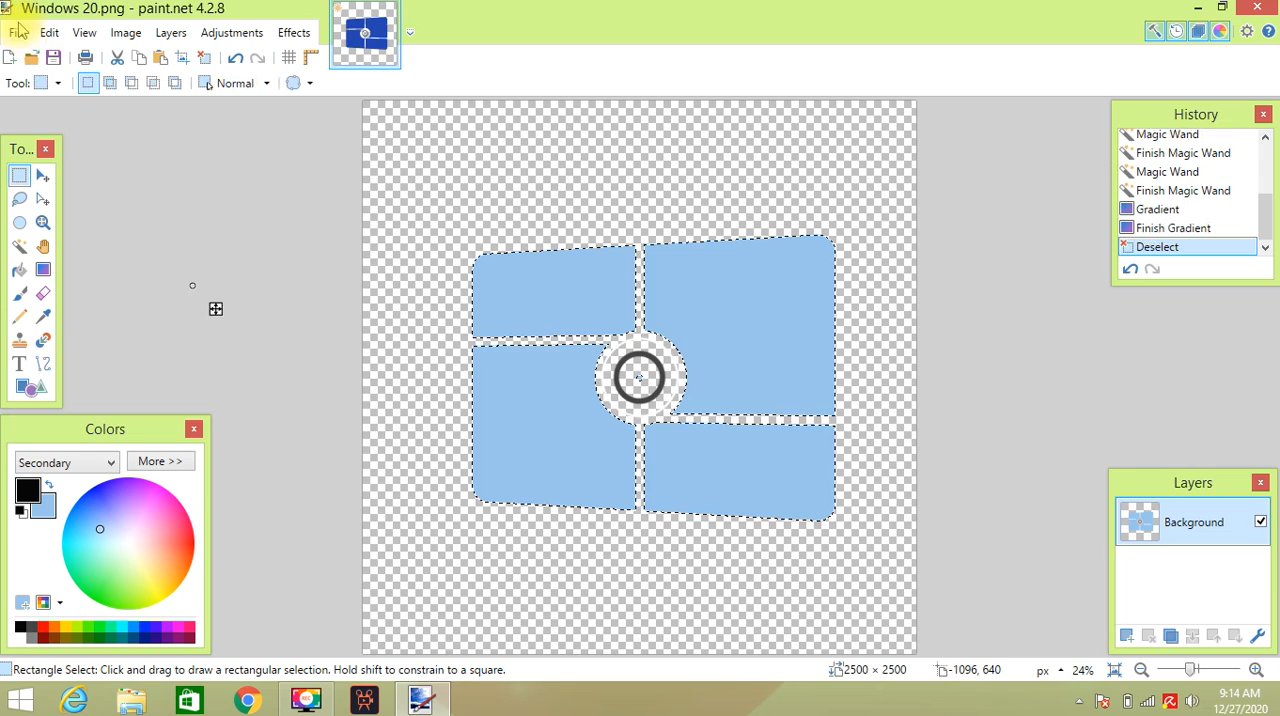 Windows 20.png - paint.net 4.2.8
File Edit View Image Layers Adjustments Effects
Tool: Normal
To...
History
Magic Wand
Finish Magic Wand
Magic Wand
Finish Magic Wand
Gradient
Finish Gradient
Deselect
Colors
Secondary
More >>
Layers
Background
Rectangle Select: Click and drag to draw a rectangular selection. Hold shift to constrain to a square.
2500 × 2500
-1096, 640
px
24%
9:14 AM
12/27/2020